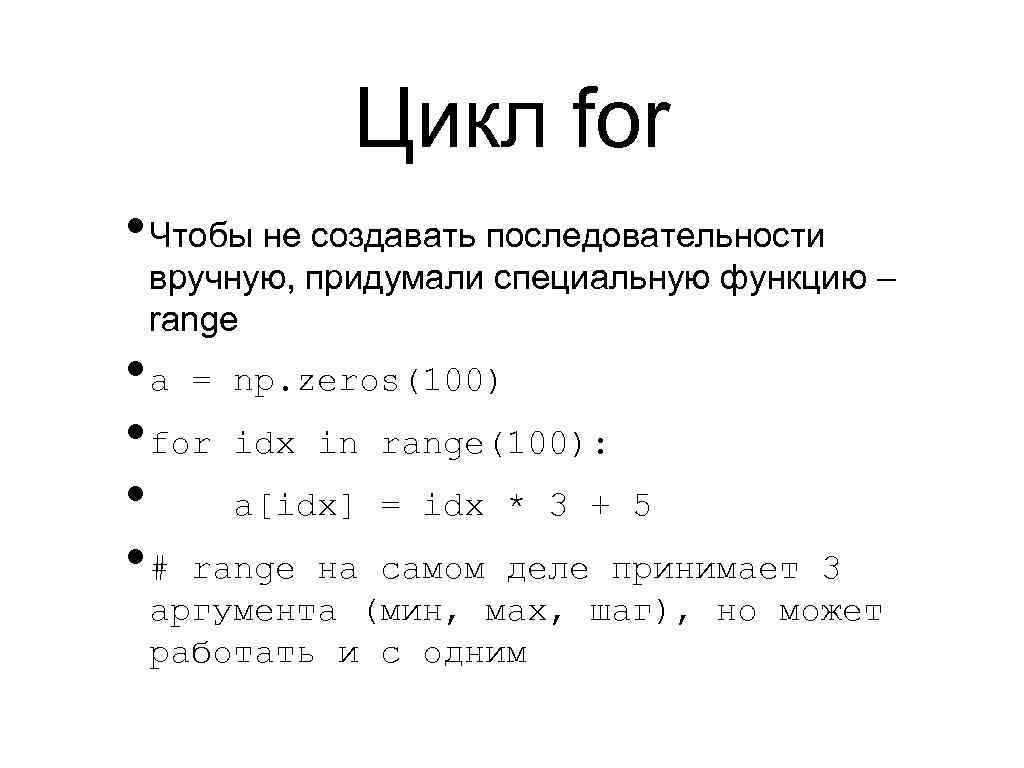 Цикл for
• Чтобы не создавать последовательности
вручную, придумали специальную функцию –
range
• a = np.zeros(100)
• for idx in range(100):
•     a[idx] = idx * 3 + 5
• # range на самом деле принимает 3
аргумента (мин, мах, шаг), но может
работать и с одним